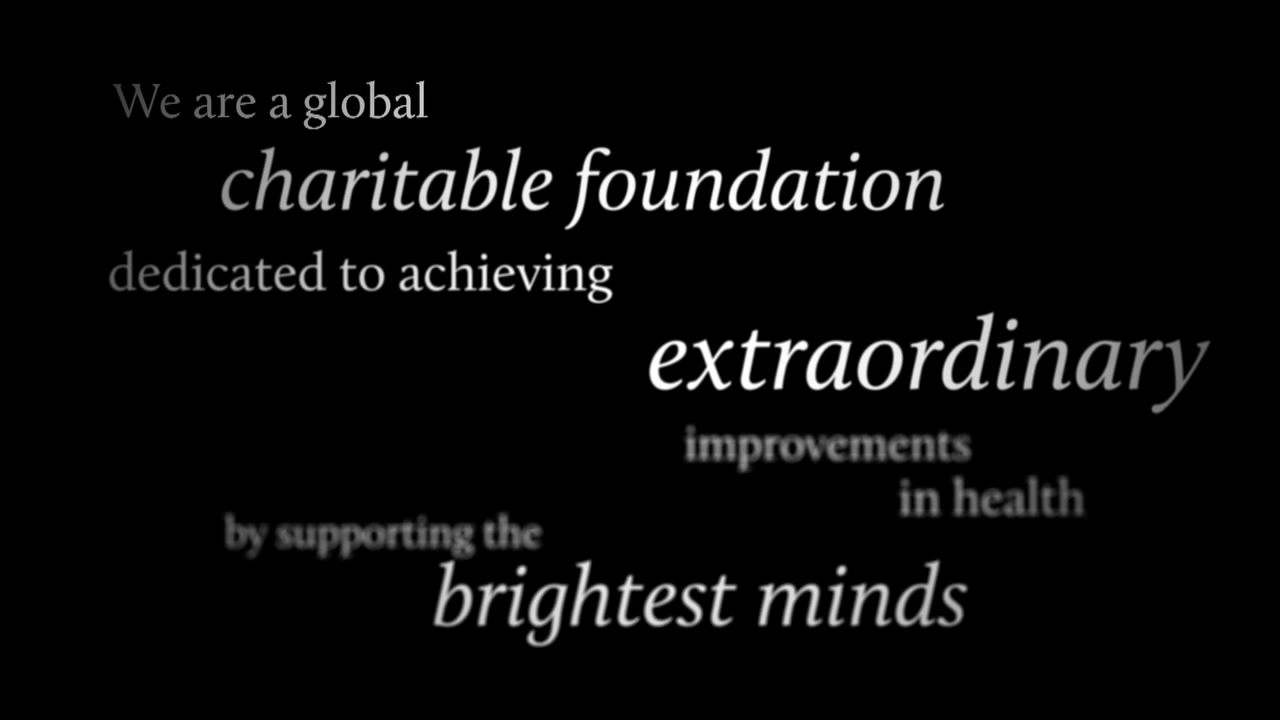 We are a global
charitable foundation
dedicated to achieving
extraordinary
improvements
in health
by supporting the
brightest minds